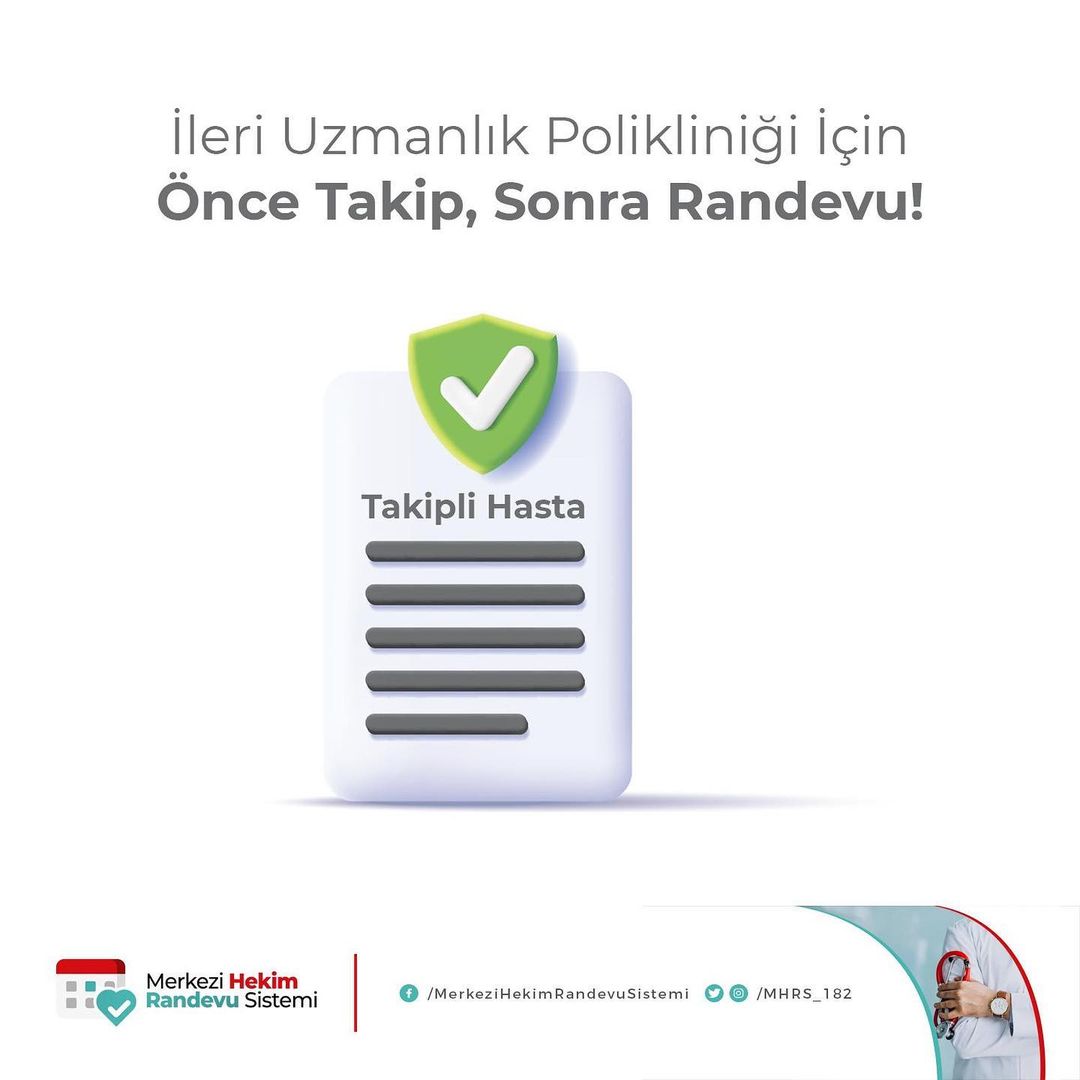 İleri Uzmanlık Polikliniği İçin
Önce Takip, Sonra Randevu!
Takipli Hasta
Merkezi Hekim
Randevu Sistemi
/MerkeziHekimRandevuSistemi
/MHRS_182